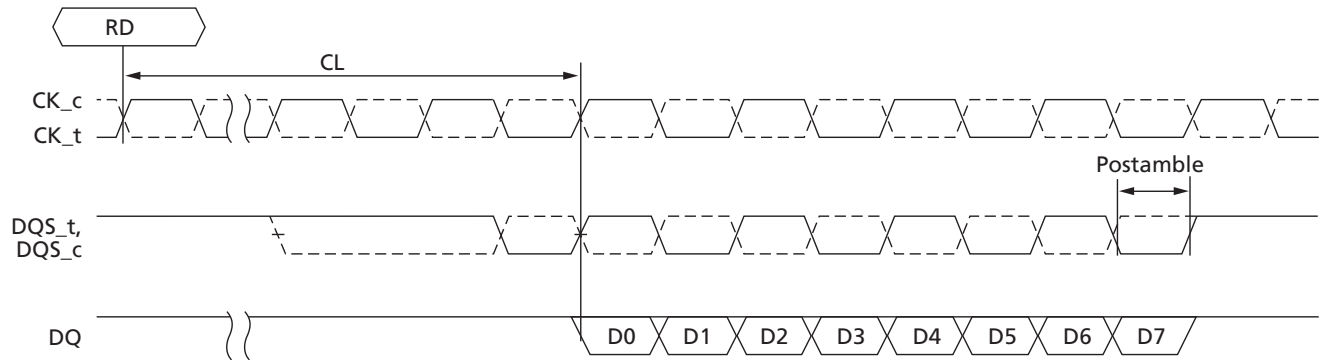 RD
CL
CK_c
CK_t
Postamble
DQS_t,
DQS_c
DQ
D0 D1 D2 D3 D4 D5 D6 D7